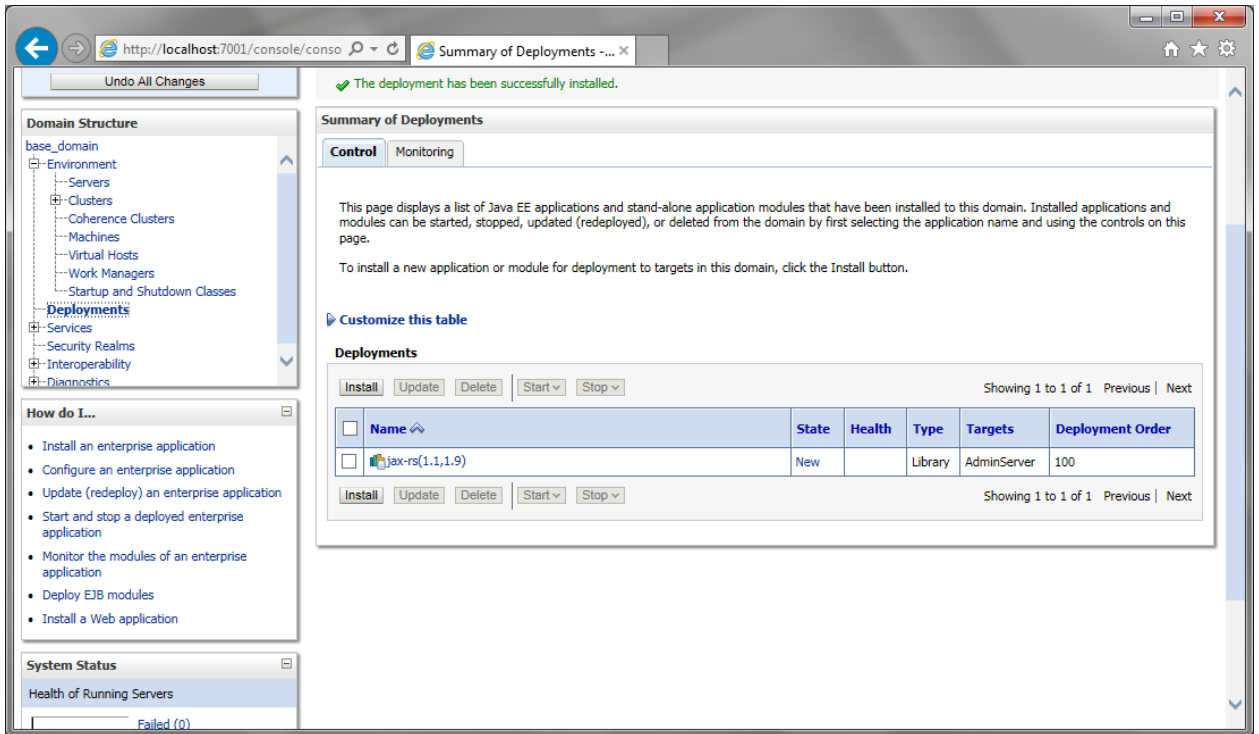 http://localhost:7001/console/conso
Summary of Deployments -...
Undo All Changes
Domain Structure
base_domain
Environment
Servers
Clusters
Coherence Clusters
Machines
Virtual Hosts
Work Managers
Startup and Shutdown Classes
Deployments
Services
Security Realms
Interoperability
Diagnostics
How do I...
Install an enterprise application
Configure an enterprise application
Update (redeploy) an enterprise application
Start and stop a deployed enterprise
application
Monitor the modules of an enterprise
application
Deploy EJB modules
Install a Web application
System Status
Health of Running Servers
Failed (0)
The deployment has been successfully installed.
Summary of Deployments
Control Monitoring
This page displays a list of Java EE applications and stand-alone application modules that have been installed to this domain. Installed applications and
modules can be started, stopped, updated (redeployed), or deleted from the domain by first selecting the application name and using the controls on this
page.
To install a new application or module for deployment to targets in this domain, click the Install button.
Customize this table
Deployments
Install Update Delete Start Stop Showing 1 to 1 of 1 Previous | Next
Name State Health Type Targets Deployment Order
jax-rs(1.1,1.9) New Library AdminServer 100
Install Update Delete Start Stop Showing 1 to 1 of 1 Previous | Next